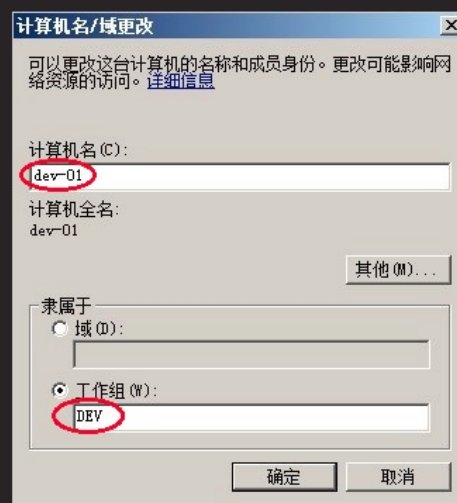 计算机名/域更改
可以更改这台计算机的名称和成员身份。更改可能影响网
络资源的访问。详细信息
计算机名(C):
dev-01
计算机全名:
dev-01
其他(M)...
隶属于
域(D):
工作组(W):
DEV
确定
取消